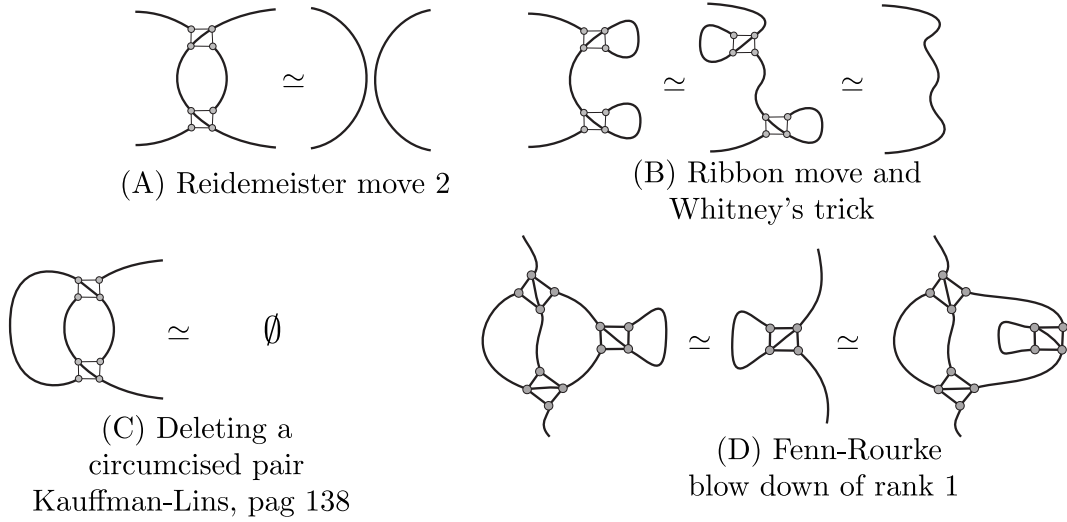 ≃
(A) Reidemeister move 2
≃ ≃
(B) Ribbon move and
Whitney's trick
≃ ∅
(C) Deleting a
circumcised pair
Kauffman-Lins, pag 138
≃ ≃
(D) Fenn-Rourke
blow down of rank 1